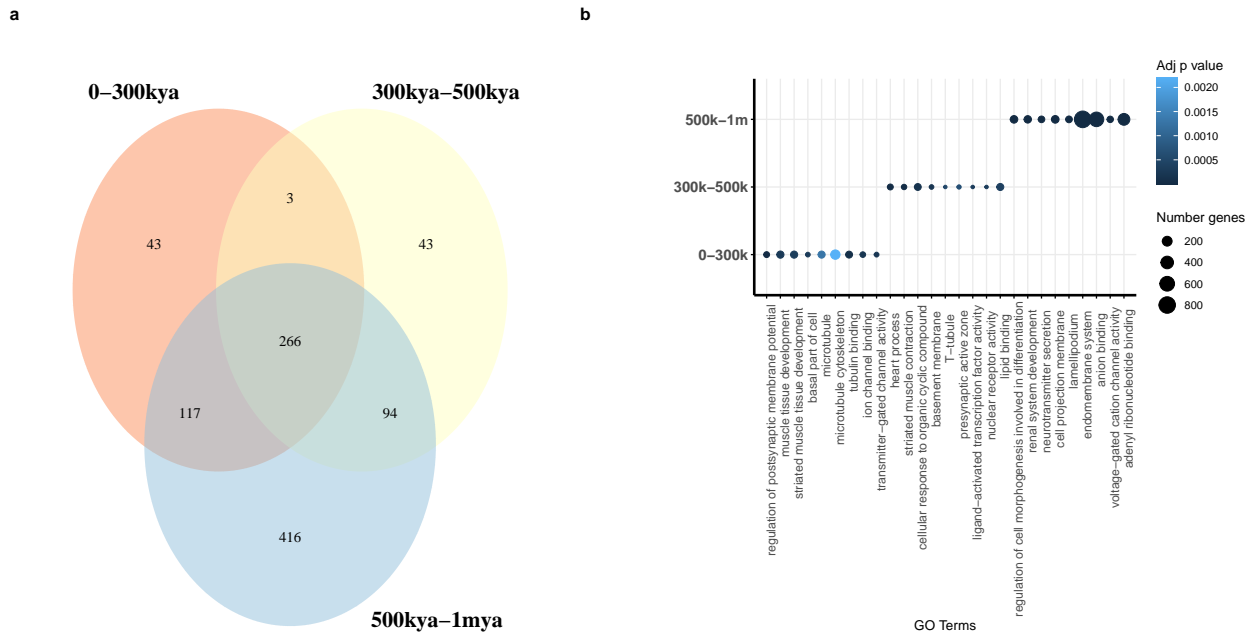 a
b
0−300kya
300kya−500kya
3
43
43
266
117
94
416
500kya−1mya
500k−1m
300k−500k
0−300k
regulation of postsynaptic membrane potential
muscle tissue development
striated muscle tissue development
basal part of cell
microtubule
microtubule cytoskeleton
tubulin binding
ion channel binding
transmitter−gated channel activity
heart process
striated muscle contraction
cellular response to organic cyclic compound
basement membrane
T−tubule
presynaptic active zone
ligand−activated transcription factor activity
nuclear receptor activity
lipid binding
regulation of cell morphogenesis involved in differentiation
renal system development
neurotransmitter secretion
cell projection membrane
lamellipodium
endomembrane system
anion binding
voltage−gated cation channel activity
adenyl ribonucleotide binding
GO Terms
Adj p value
0.0020
0.0015
0.0010
0.0005
Number genes
200
400
600
800